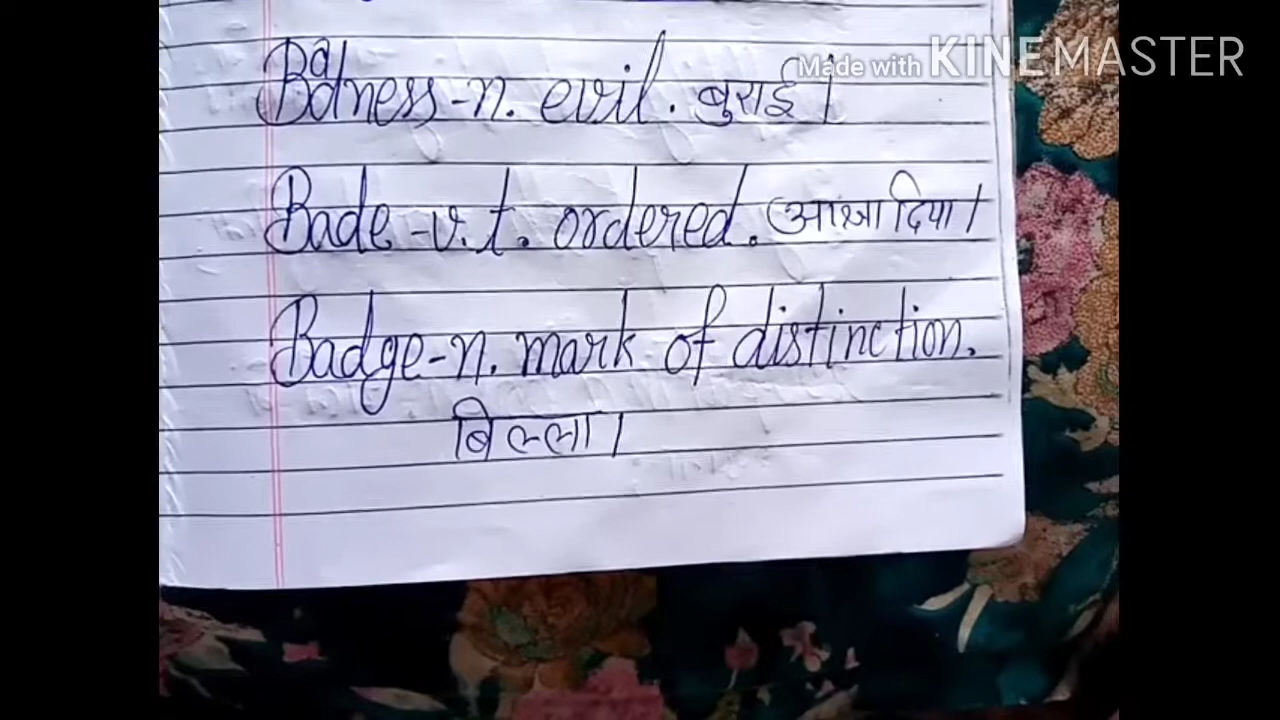 Made with KINEMASTER
Badness-n. evil. बुराई।
Bade-v.t. ordered. आज्ञा दिया।
Badge-n. mark of distinction.
बिल्ला।